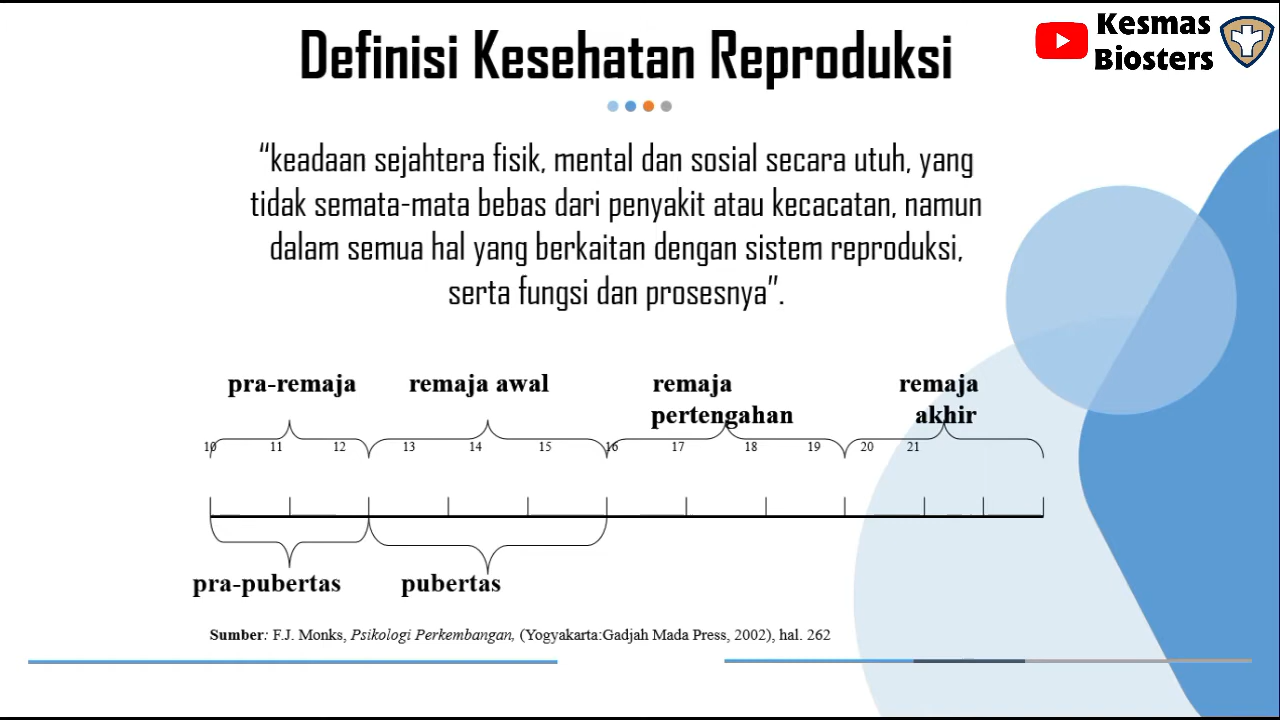 Definisi Kesehatan Reproduksi
Kesmas
Biosters
“keadaan sejahtera fisik, mental dan sosial secara utuh, yang
tidak semata-mata bebas dari penyakit atau kecacatan, namun
dalam semua hal yang berkaitan dengan sistem reproduksi,
serta fungsi dan prosesnya”.
pra-remaja remaja awal remaja remaja
pertengahan akhir
10 11 12 13 14 15 16 17 18 19 20 21
pra-pubertas pubertas
Sumber: F.J. Monks, Psikologi Perkembangan, (Yogyakarta:Gadjah Mada Press, 2002), hal. 262